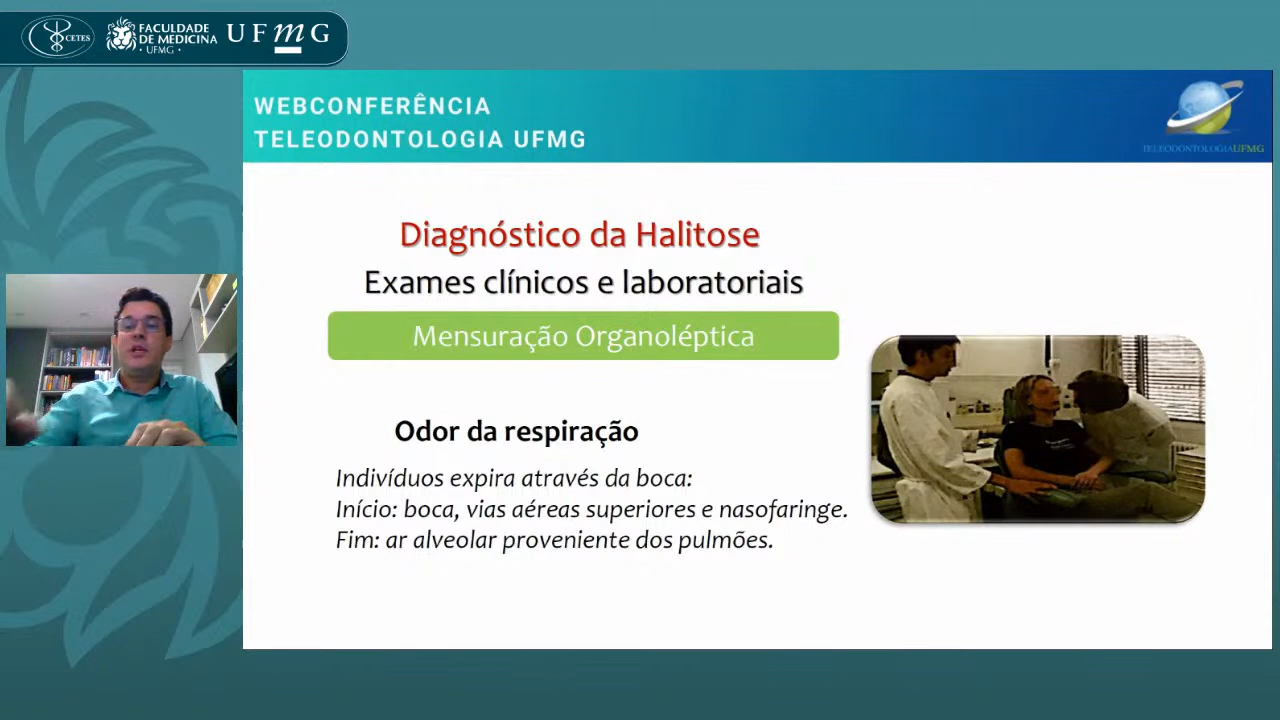 CETES
FACULDADE
DE MEDICINA
• UFMG •
UFmG
WEBCONFERÊNCIA
TELEODONTOLOGIA UFMG
TELEODONTOLOGIAUFMG
Diagnóstico da Halitose
Exames clínicos e laboratoriais
Mensuração Organoléptica
Odor da respiração
Indivíduos expira através da boca:
Início: boca, vias aéreas superiores e nasofaringe.
Fim: ar alveolar proveniente dos pulmões.